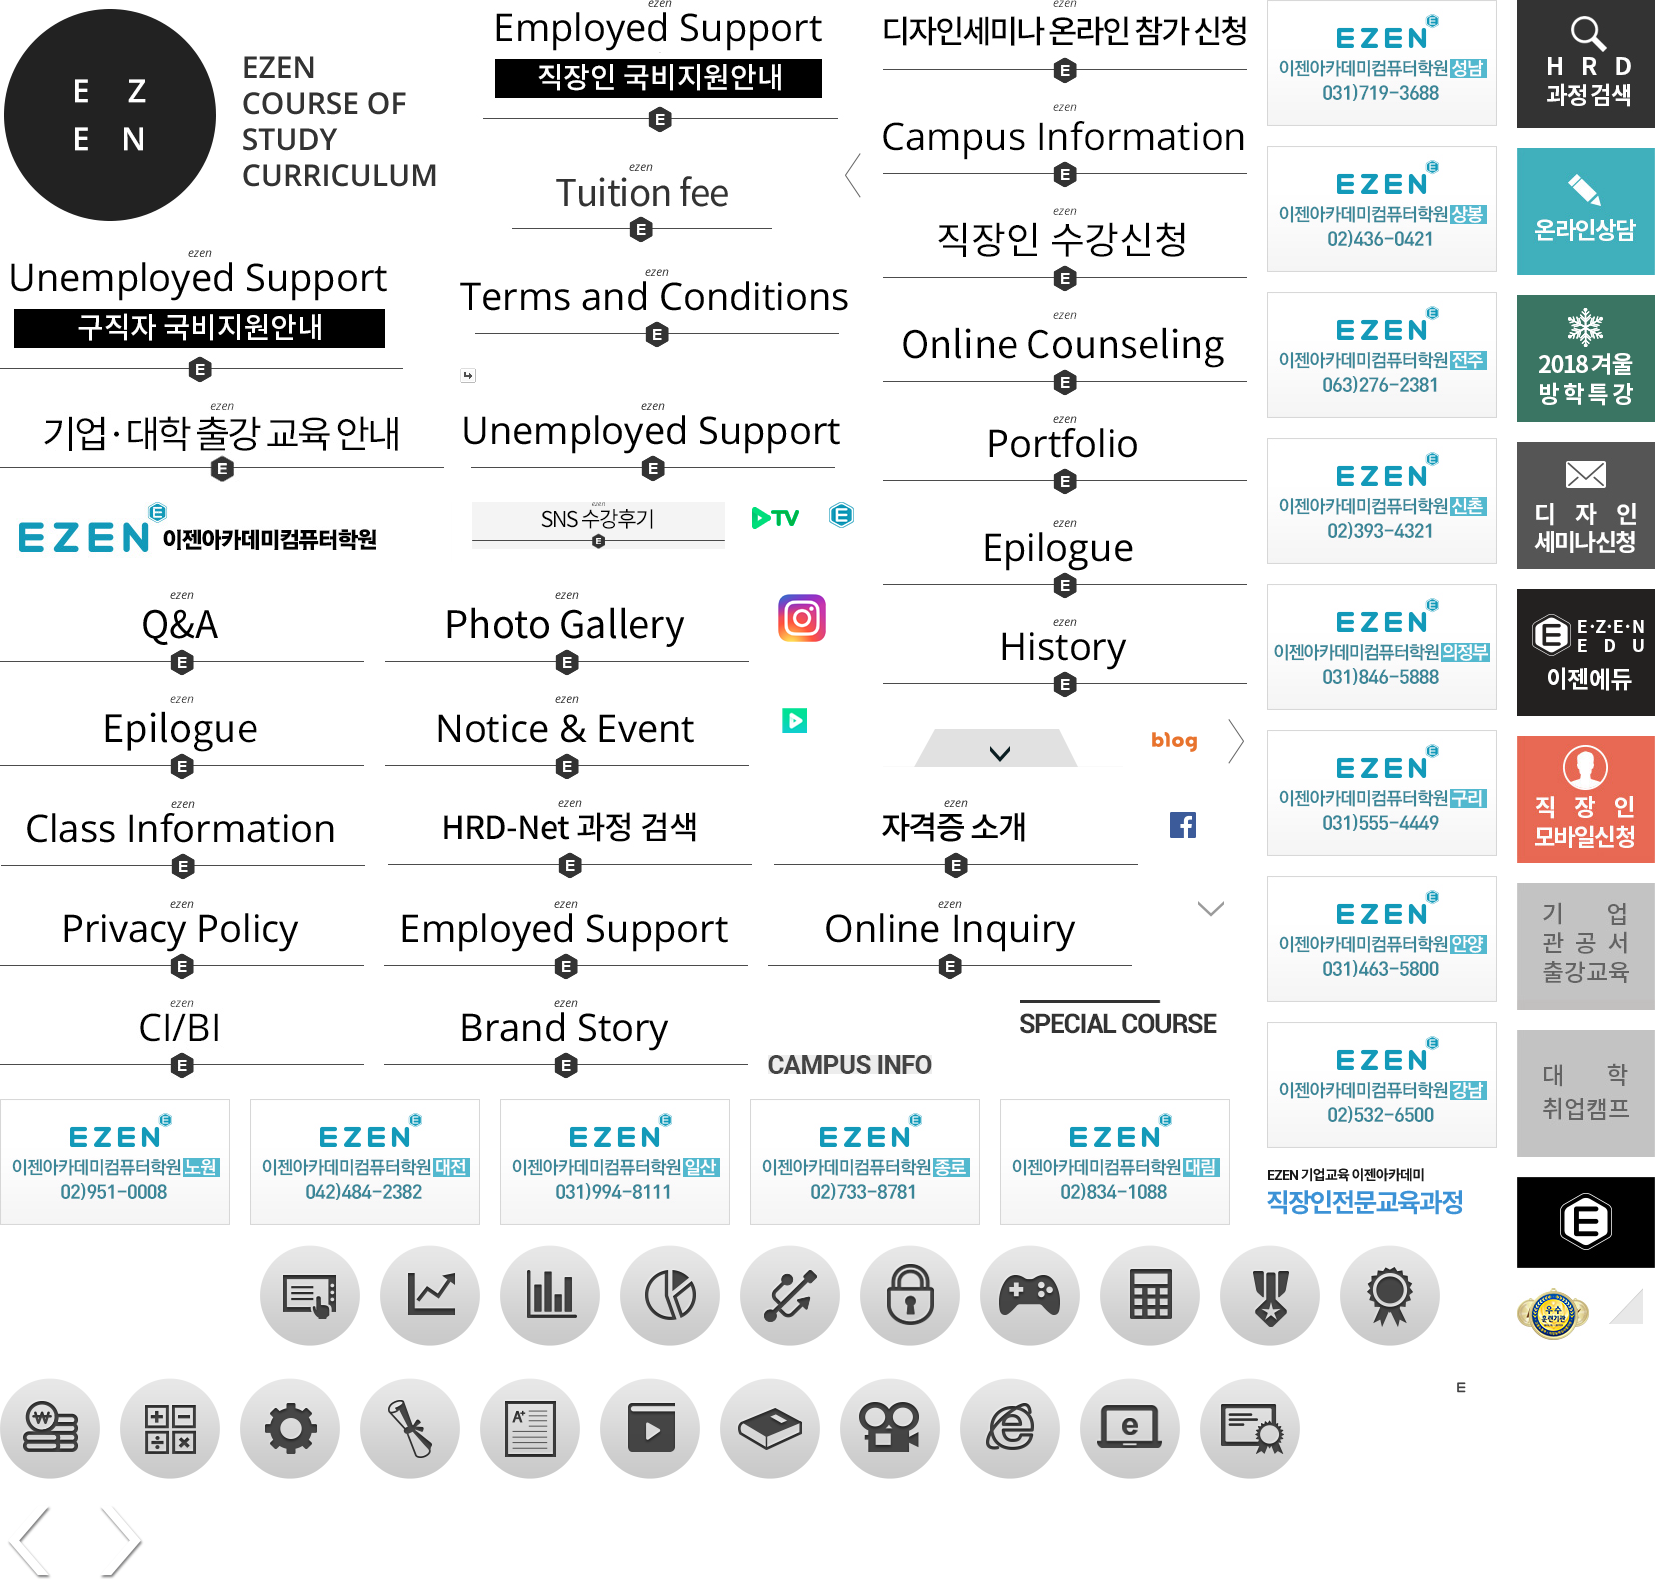 E Z
E N
EZEN
COURSE OF
STUDY
CURRICULUM
ezen
Employed Support
직장인 국비지원안내
E
ezen
Tuition fee
E
ezen
Unemployed Support
구직자 국비지원안내
E
ezen
Terms and Conditions
E
ezen
기업·대학 출강 교육 안내
E
ezen
Unemployed Support
E
EZEN E 이젠아카데미컴퓨터학원
ezen
SNS 수강후기
E
TV
E
ezen
디자인세미나 온라인 참가 신청
E
ezen
Campus Information
E
ezen
직장인 수강신청
E
ezen
Online Counseling
E
ezen
Portfolio
E
ezen
Epilogue
E
ezen
History
E
ezen
Q&A
E
ezen
Photo Gallery
E
ezen
Epilogue
E
ezen
Notice & Event
E
blog
ezen
Class Information
E
ezen
HRD-Net 과정 검색
E
ezen
자격증 소개
E
f
ezen
Privacy Policy
E
ezen
Employed Support
E
ezen
Online Inquiry
E
ezen
CI/BI
E
ezen
Brand Story
E
SPECIAL COURSE
CAMPUS INFO
EZEN E
이젠아카데미컴퓨터학원 성남
031)719-3688
EZEN E
이젠아카데미컴퓨터학원 상봉
02)436-0421
EZEN E
이젠아카데미컴퓨터학원 전주
063)276-2381
EZEN E
이젠아카데미컴퓨터학원 신촌
02)393-4321
EZEN E
이젠아카데미컴퓨터학원 의정부
031)846-5888
EZEN E
이젠아카데미컴퓨터학원 구리
031)555-4449
EZEN E
이젠아카데미컴퓨터학원 안양
031)463-5800
EZEN E
이젠아카데미컴퓨터학원 강남
02)532-6500
EZEN E
이젠아카데미컴퓨터학원 노원
02)951-0008
EZEN E
이젠아카데미컴퓨터학원 대전
042)484-2382
EZEN E
이젠아카데미컴퓨터학원 일산
031)994-8111
EZEN E
이젠아카데미컴퓨터학원 종로
02)733-8781
EZEN E
이젠아카데미컴퓨터학원 대림
02)834-1088
EZEN 기업교육 이젠아카데미
직장인전문교육과정
H R D
과정 검색
온라인상담
2018 겨울
방 학 특 강
디 자 인
세미나신청
E E·Z·E·N
E D U
이젠에듀
직 장 인
모바일신청
기 업
관 공 서
출강교육
대 학
취업캠프
E
우수
훈련기관
E
₩
A+
e
e